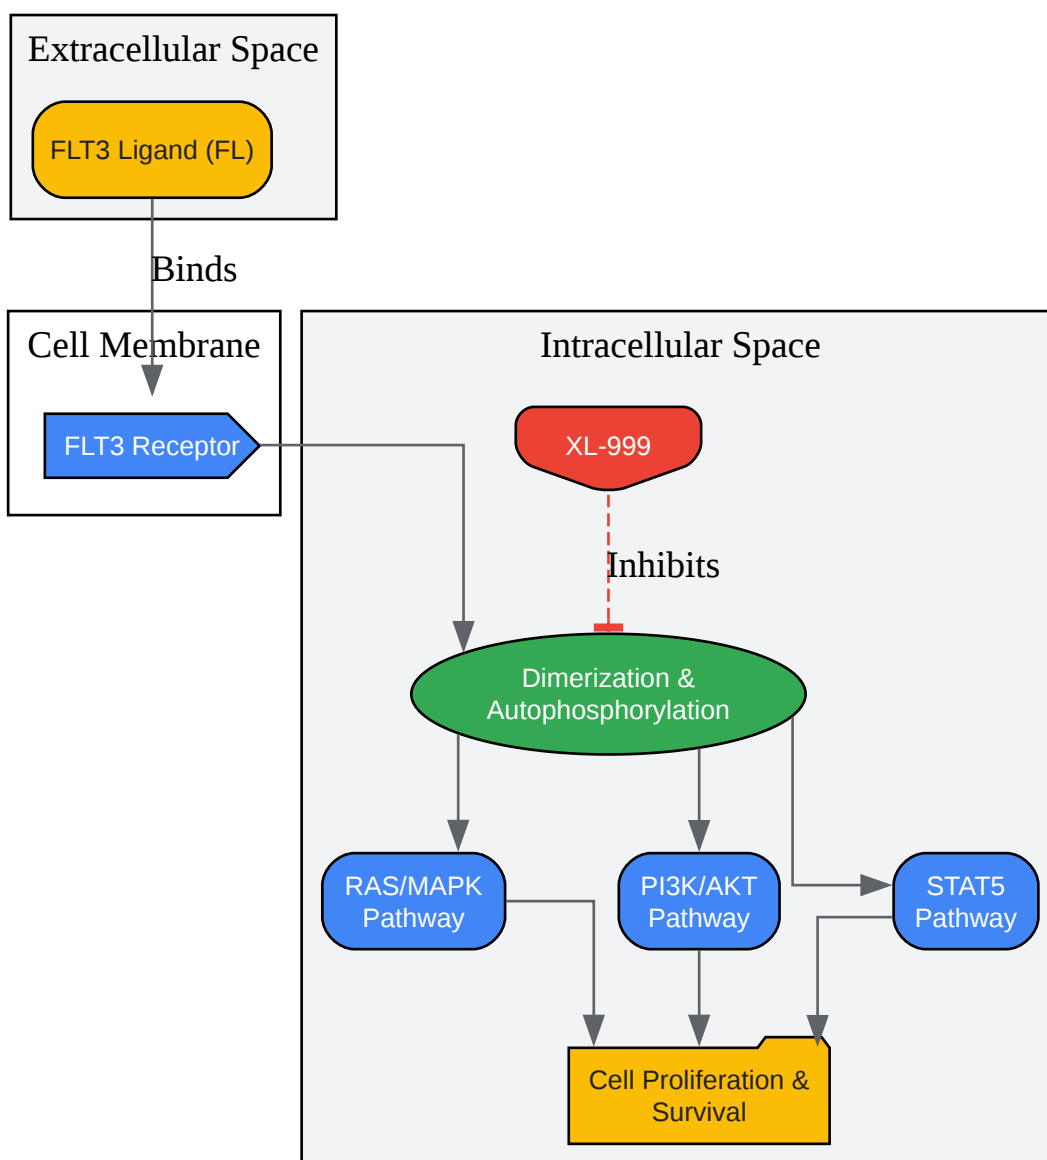 Extracellular Space
FLT3 Ligand (FL)
Binds
Cell Membrane
FLT3 Receptor
Intracellular Space
XL-999
Inhibits
Dimerization &
Autophosphorylation
RAS/MAPK
Pathway
PI3K/AKT
Pathway
STAT5
Pathway
Cell Proliferation &
Survival